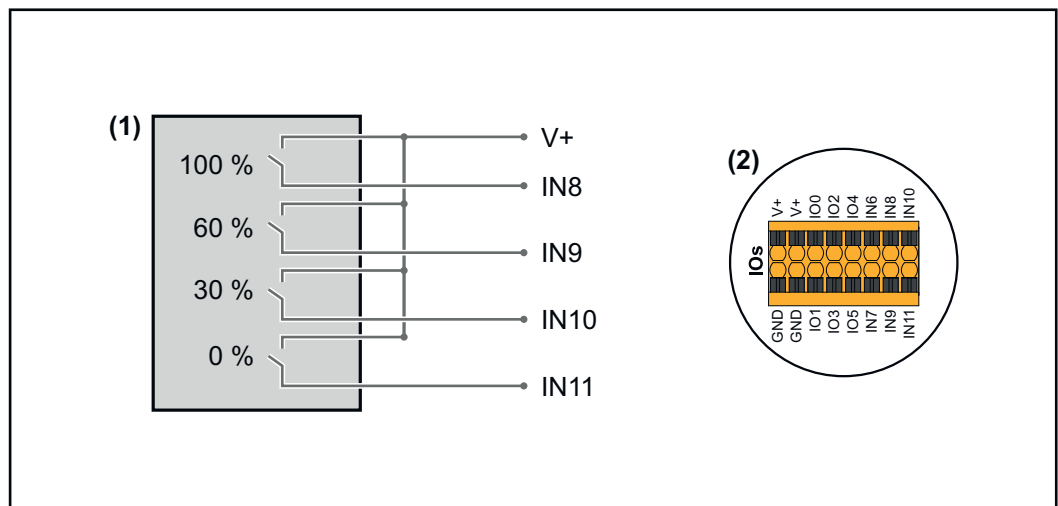 (1)
100 %
60 %
30 %
0 %
V+
IN8
IN9
IN10
IN11
(2)
V+ V+ IO0 IO2 IO4 IN6 IN8 IN10
IOs
GND GND IO1 IO3 IO5 IN7 IN9 IN11